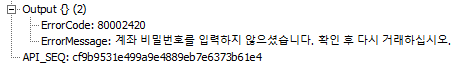 Output {} (2)
ErrorCode: 80002420
ErrorMessage: 계좌 비밀번호를 입력하지 않으셨습니다. 확인 후 다시 거래하십시오.
API_SEQ: cf9b9531e499a9e4889eb7e6373b61e4